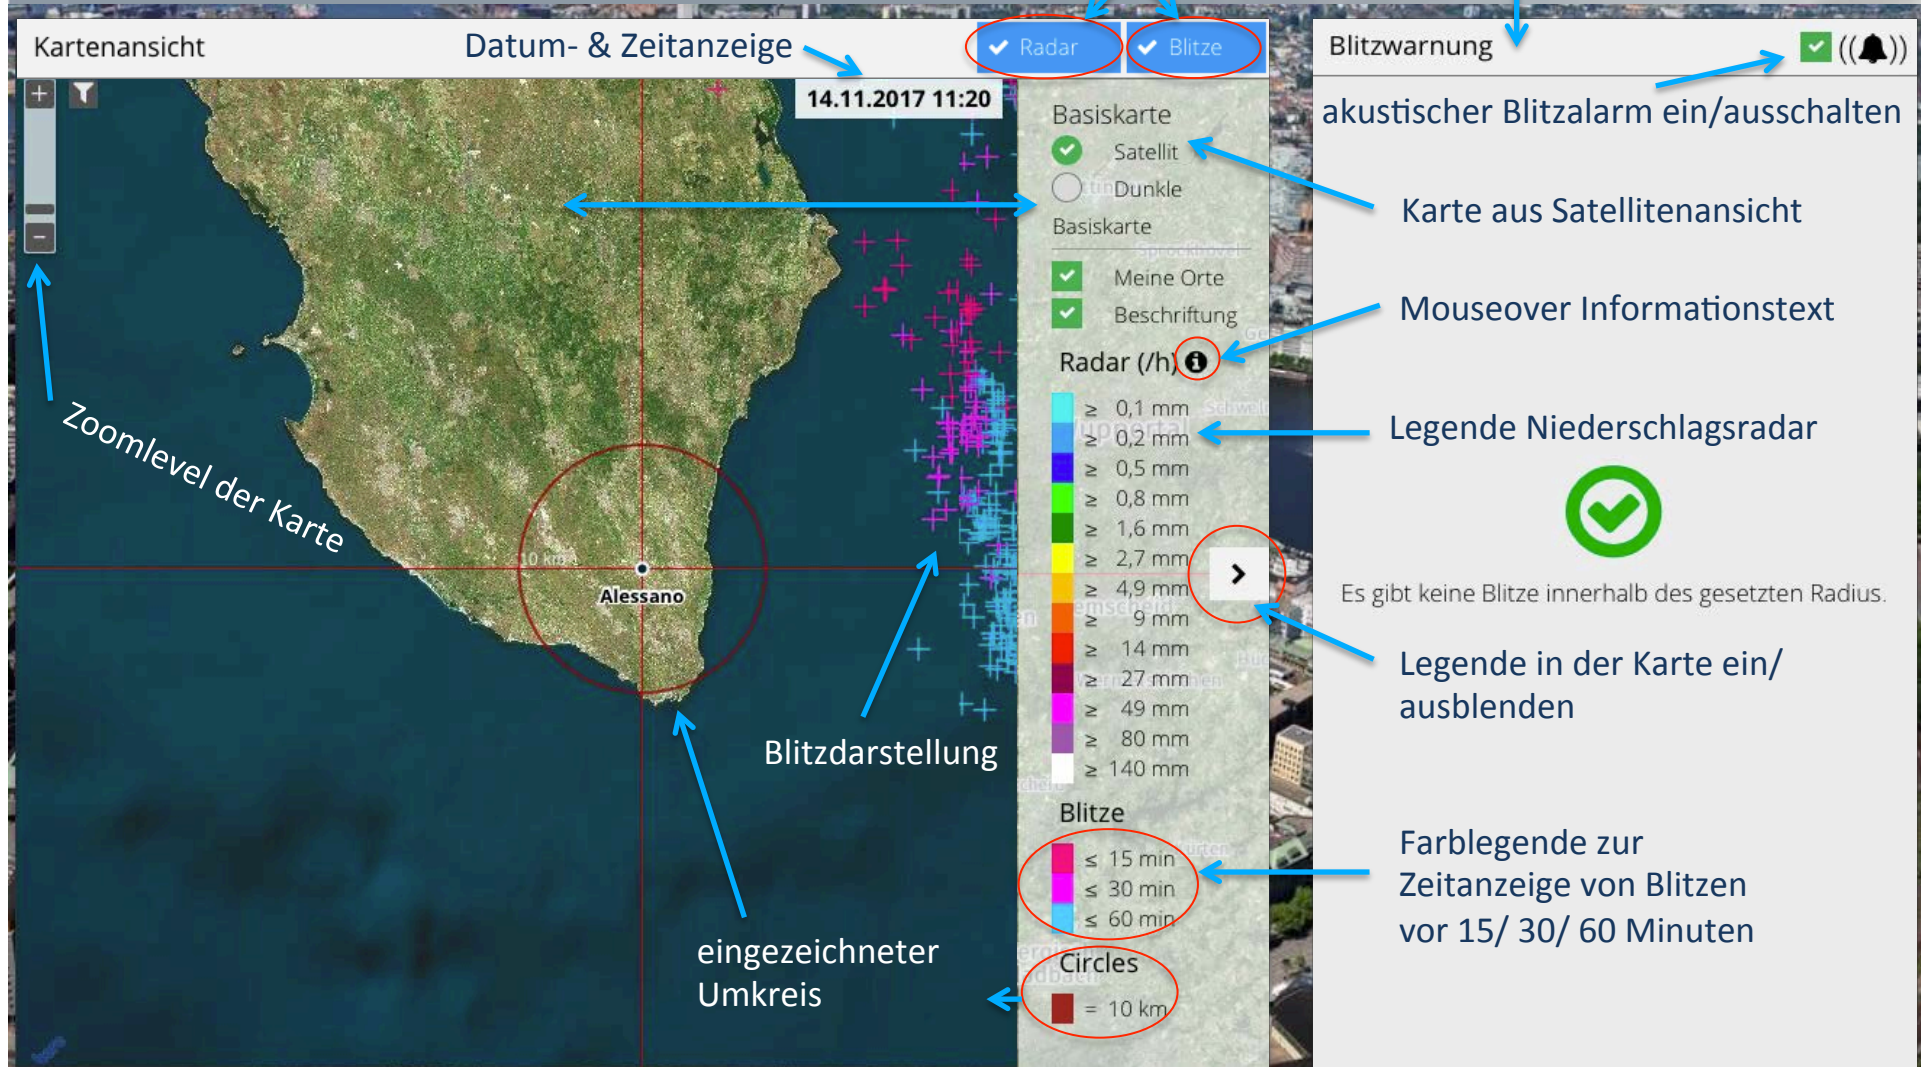 Kartenansicht
Datum- & Zeitanzeige
Radar
Blitze
14.11.2017 11:20
Zoomlevel der Karte
10 km
Alessano
Blitzdarstellung
eingezeichneter
Umkreis
Basiskarte
Satellit
Dunkle
Basiskarte
Meine Orte
Beschriftung
Radar (/h)
≥ 0,1 mm
≥ 0,2 mm
≥ 0,5 mm
≥ 0,8 mm
≥ 1,6 mm
≥ 2,7 mm
≥ 4,9 mm
≥ 9 mm
≥ 14 mm
≥ 27 mm
≥ 49 mm
≥ 80 mm
≥ 140 mm
Blitze
≤ 15 min
≤ 30 min
≤ 60 min
Circles
= 10 km
Blitzwarnung
akustischer Blitzalarm ein/ausschalten
Karte aus Satellitenansicht
Mouseover Informationstext
Legende Niederschlagsradar
Es gibt keine Blitze innerhalb des gesetzten Radius.
Legende in der Karte ein/
ausblenden
Farblegende zur
Zeitanzeige von Blitzen
vor 15/ 30/ 60 Minuten